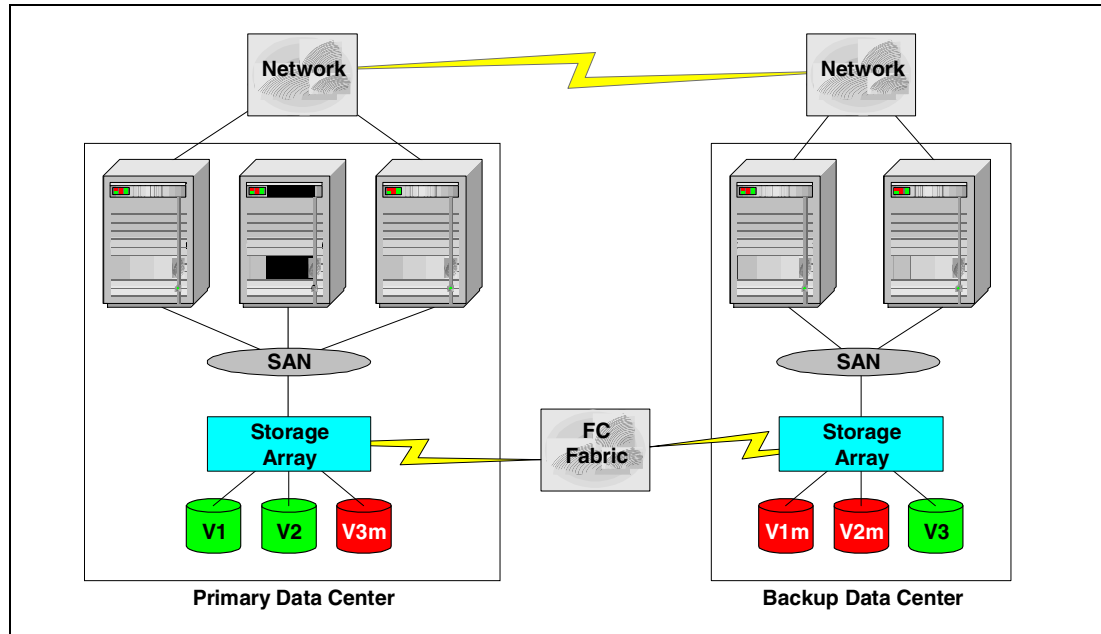 Network
Network
SAN
SAN
Storage
Array
FC
Fabric
Storage
Array
V1
V2
V3m
V1m
V2m
V3
Primary Data Center
Backup Data Center